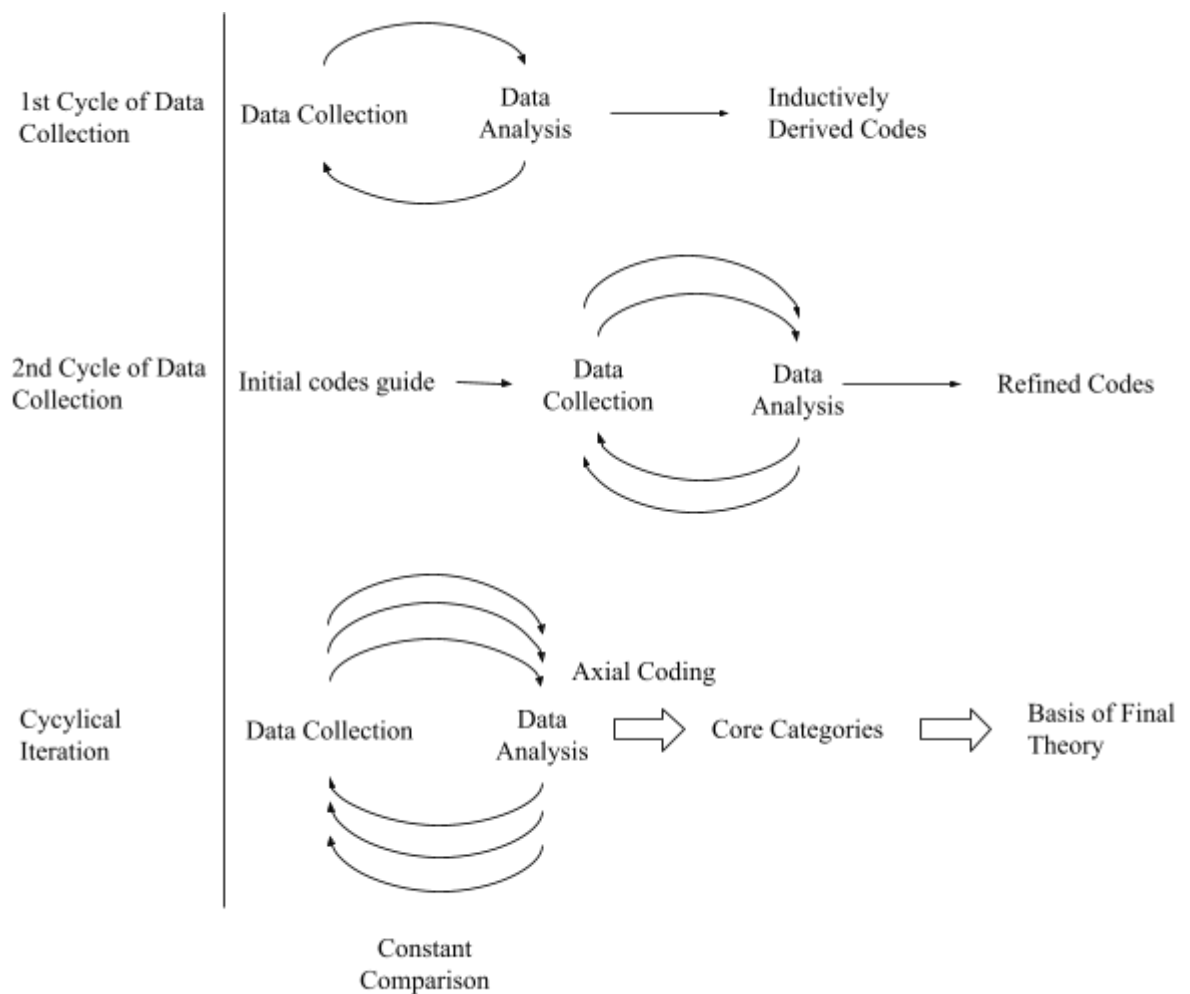 1st Cycle of Data
Collection
Data Collection
Data
Analysis
Inductively
Derived Codes
2nd Cycle of Data
Collection
Initial codes guide
Data
Collection
Data
Analysis
Refined Codes
Cycylical
Iteration
Data Collection
Data
Analysis
Axial Coding
Core Categories
Basis of Final
Theory
Constant
Comparison